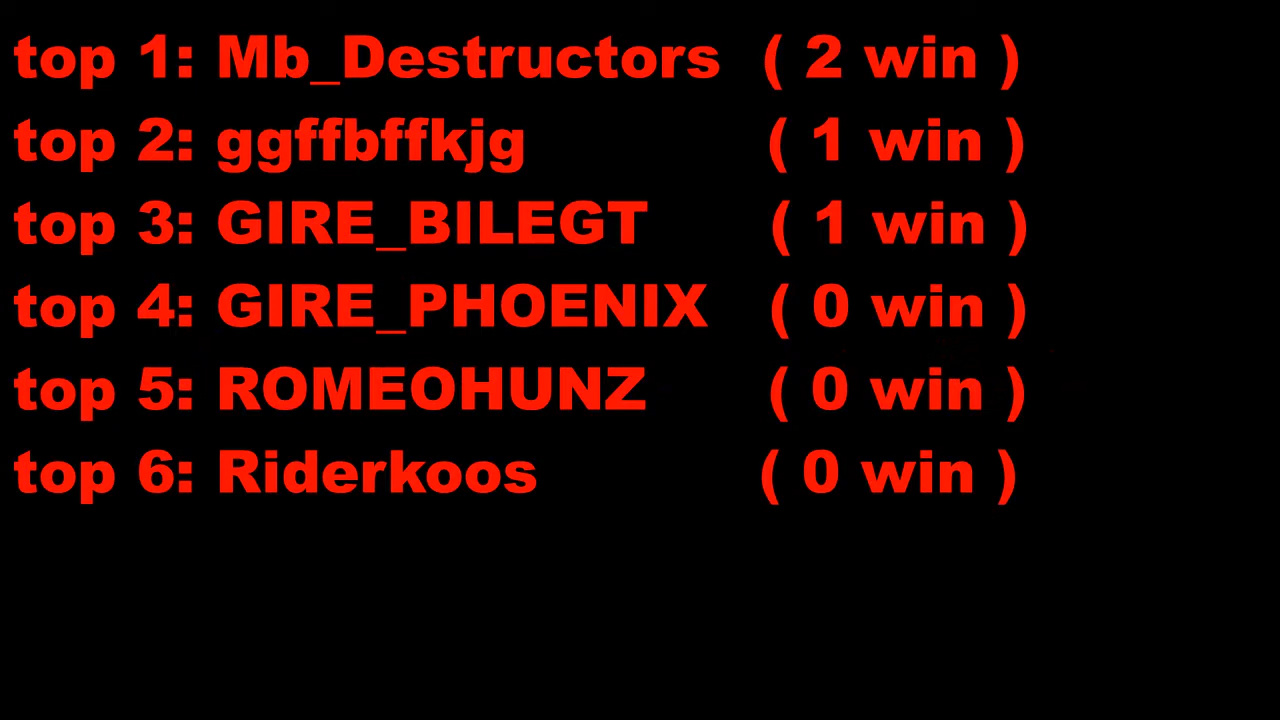 top 1: Mb_Destructors ( 2 win )
top 2: ggffbffkjg ( 1 win )
top 3: GIRE_BILEGT ( 1 win )
top 4: GIRE_PHOENIX ( 0 win )
top 5: ROMEOHUNZ ( 0 win )
top 6: Riderkoos ( 0 win )